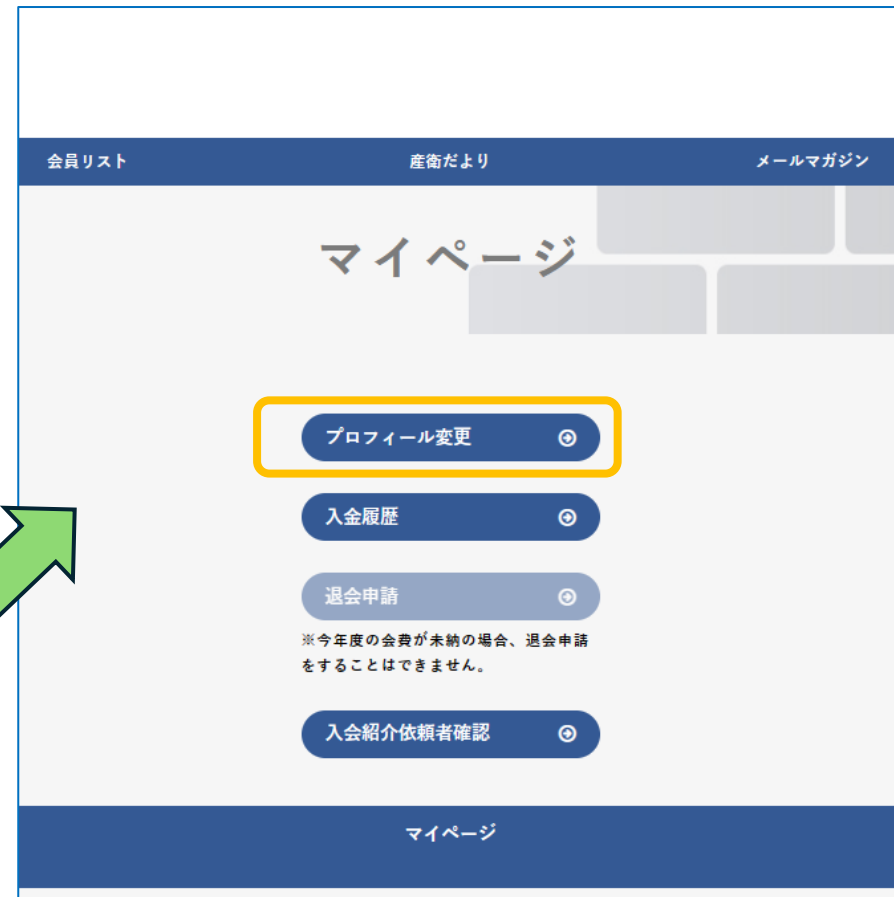 会員リスト 産衛だより メールマガジン
マイページ
プロフィール変更
入金履歴
退会申請
※今年度の会費が未納の場合、退会申請
をすることはできません。
入会紹介依頼者確認
マイページ